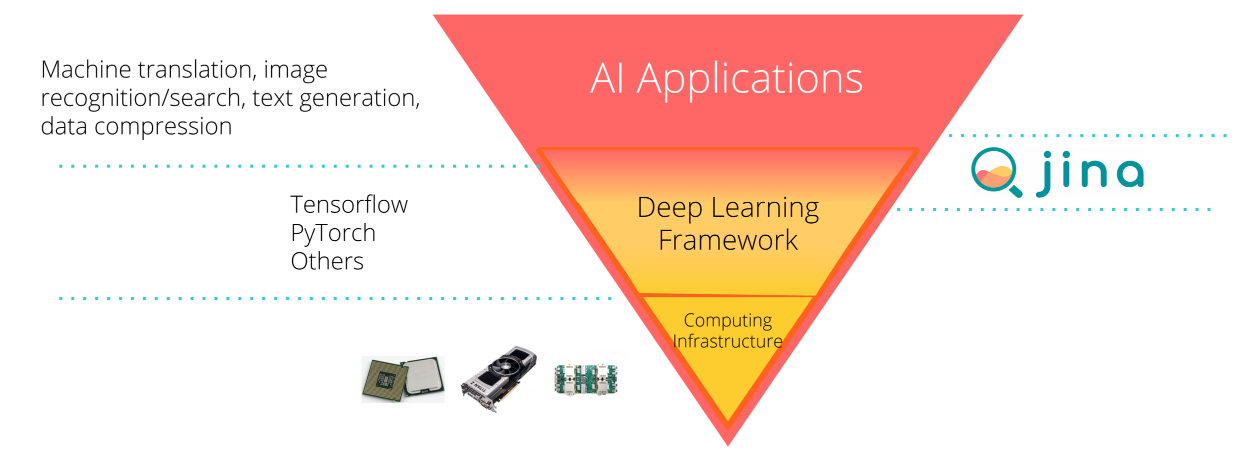 AI Applications
Machine translation, image
recognition/search, text generation,
data compression
jina
Tensorflow
PyTorch
Others
Deep Learning
Framework
Computing
Infrastructure
TITAN Z